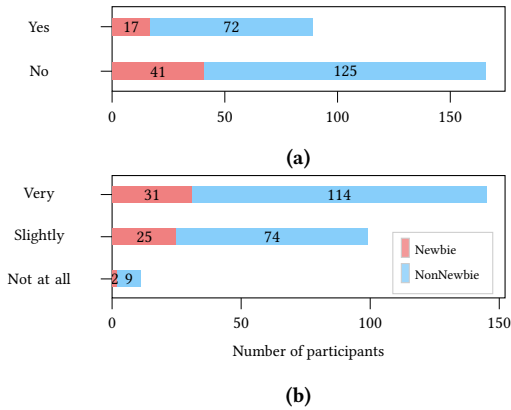 Yes 17 72
No 41 125
0 50 100 150
(a)
Very 31 114
Slightly 25 74
Newbie
Not at all 2 9 NonNewbie
0 50 100 150
Number of participants
(b)